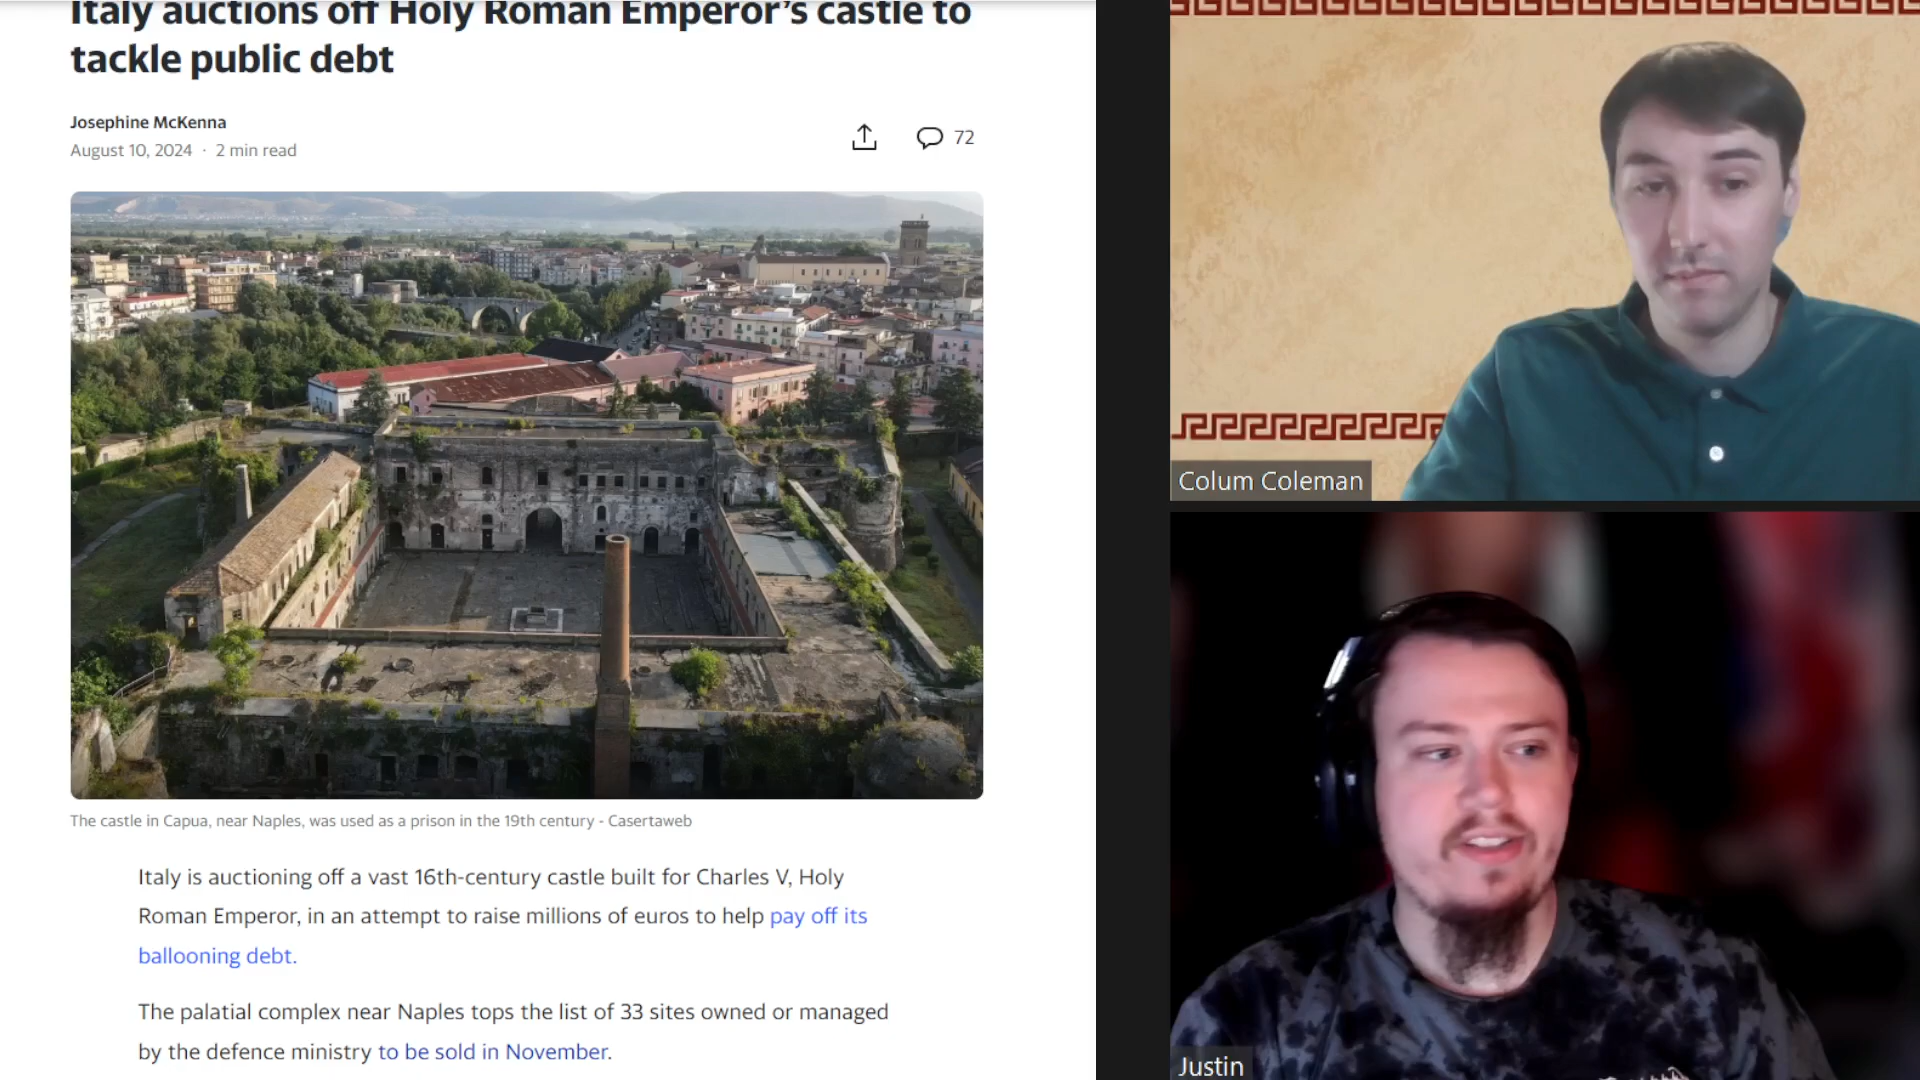 Italy auctions off Holy Roman Emperor's castle to
tackle public debt
Josephine McKenna
August 10, 2024 · 2 min read
72
The castle in Capua, near Naples, was used as a prison in the 19th century - Casertaweb
Italy is auctioning off a vast 16th-century castle built for Charles V, Holy
Roman Emperor, in an attempt to raise millions of euros to help pay off its
ballooning debt.
The palatial complex near Naples tops the list of 33 sites owned or managed
by the defence ministry to be sold in November.
Colum Coleman
Justin